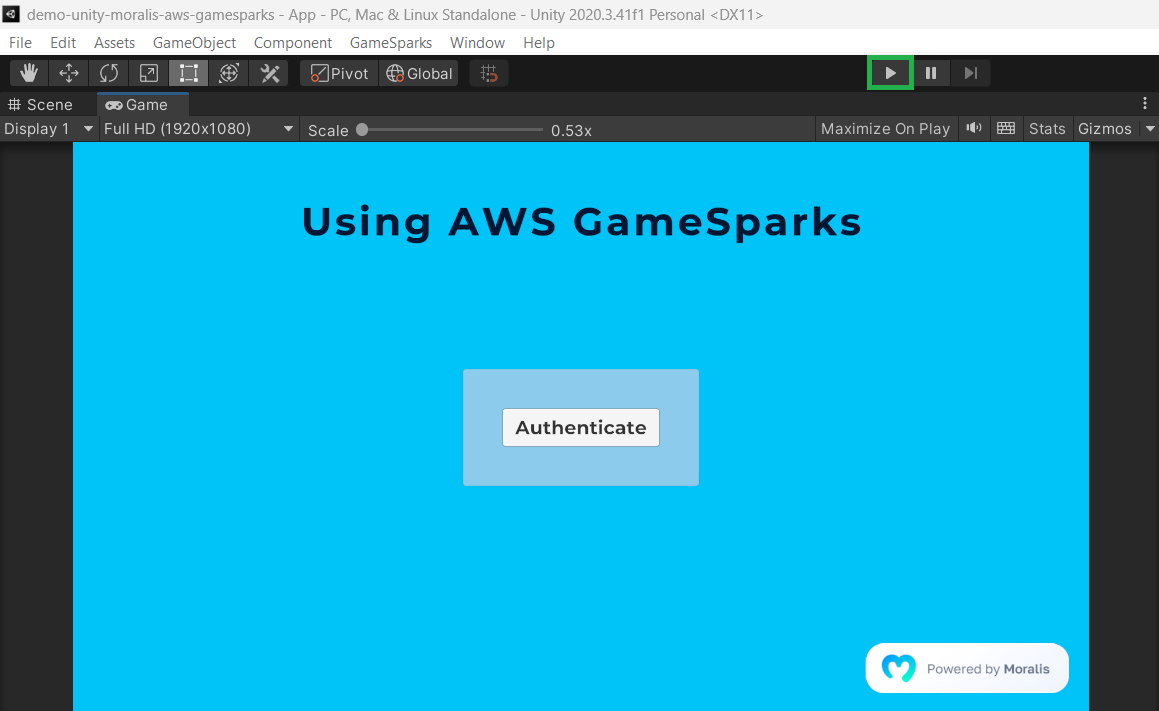 demo-unity-moralis-aws-gamesparks - App - PC, Mac & Linux Standalone - Unity 2020.3.41f1 Personal <DX11>
File Edit Assets GameObject Component GameSparks Window Help
Pivot Global
Scene Game
Display 1 Full HD (1920x1080) Scale 0.53x Maximize On Play Stats Gizmos
Using AWS GameSparks
Authenticate
Powered by Moralis